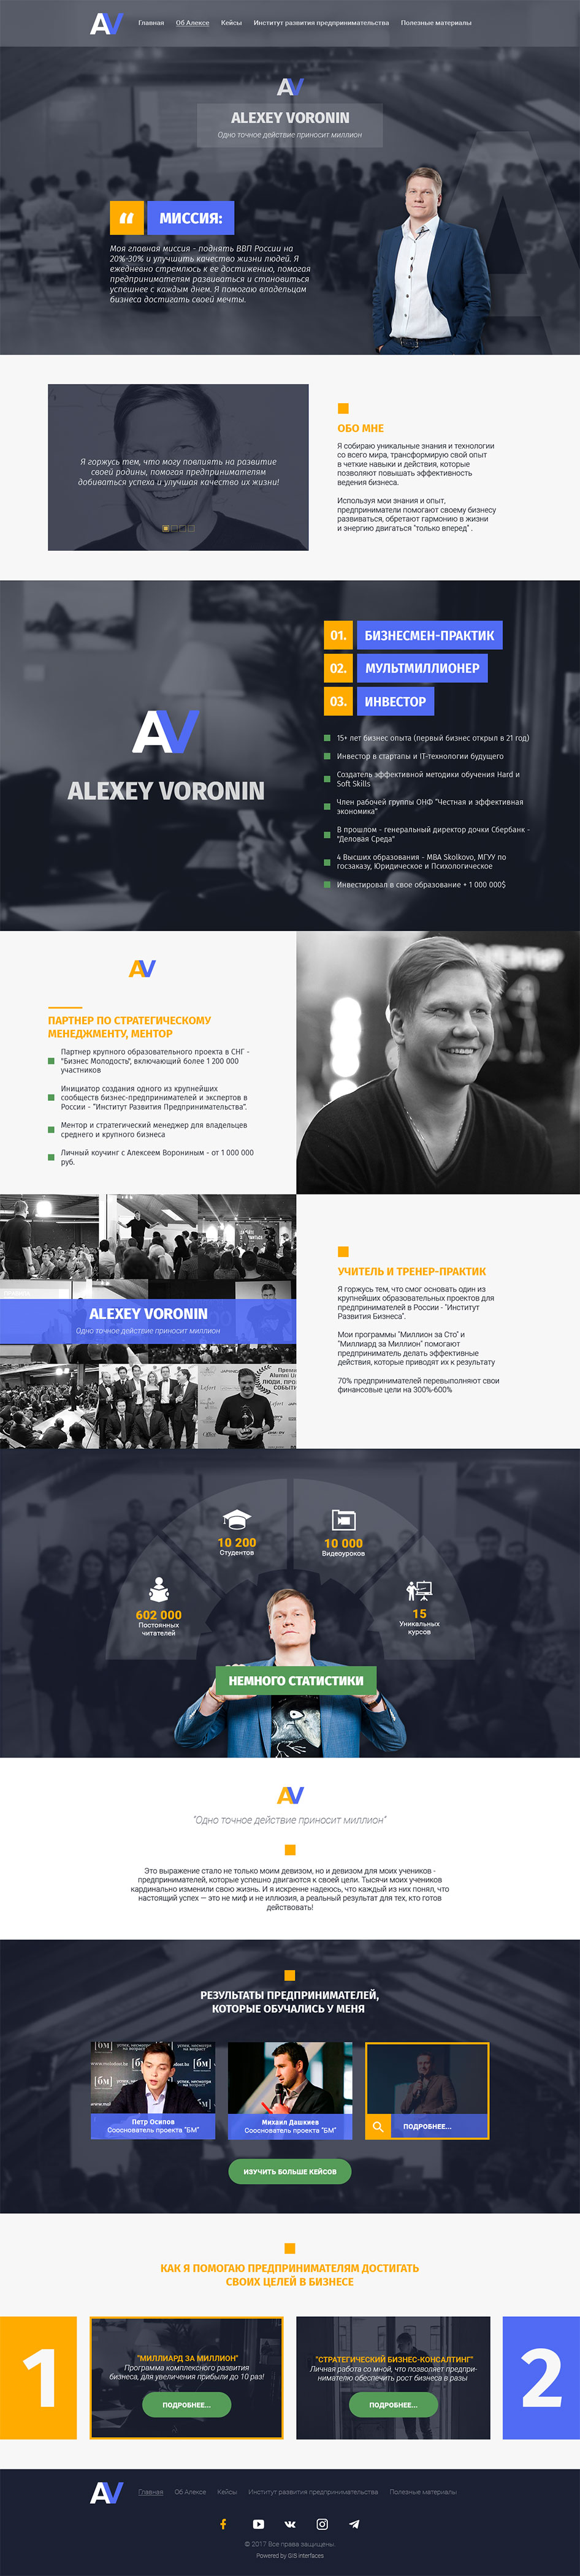 AV
Главная Об Алексе Кейсы Институт развития предпринимательства Полезные материалы
AV
ALEXEY VORONIN
Одно точное действие приносит миллион
“ МИССИЯ:
Моя главная миссия - поднять ВВП России на
20%-30% и улучшить качество жизни людей. Я
ежедневно стремлюсь к ее достижению, помогая
предпринимателям развиваться и становиться
успешнее с каждым днем. Я помогаю владельцам
бизнеса достигать своей мечты.
Я горжусь тем, что могу повлиять на развитие
своей родины, помогая предпринимателям
добиваться успеха и улучшая качество их жизни!
ОБО МНЕ
Я собираю уникальные знания и технологии
со всего мира, трансформирую свой опыт
в четкие навыки и действия, которые
позволяют повышать эффективность
ведения бизнеса.
Используя мои знания и опыт,
предприниматели помогают своему бизнесу
развиваться, обретают гармонию в жизни
и энергию двигаться "только вперед" .
AV
ALEXEY VORONIN
01. БИЗНЕСМЕН-ПРАКТИК
02. МУЛЬТМИЛЛИОНЕР
03. ИНВЕСТОР
15+ лет бизнес опыта (первый бизнес открыл в 21 год)
Инвестор в стартапы и IT-технологии будущего
Создатель эффективной методики обучения Hard и
Soft Skills
Член рабочей группы ОНФ "Честная и эффективная
экономика"
В прошлом - генеральный директор дочки Сбербанк -
"Деловая Среда"
4 Высших образования - MBA Skolkovo, МГУУ по
госзаказу, Юридическое и Психологическое
Инвестировал в свое образование + 1 000 000$
AV
ПАРТНЕР ПО СТРАТЕГИЧЕСКОМУ
МЕНЕДЖМЕНТУ, МЕНТОР
Партнер крупного образовательного проекта в СНГ -
"Бизнес Молодость", включающий более 1 200 000
участников
Инициатор создания одного из крупнейших
сообществ бизнес-предпринимателей и экспертов в
России - "Институт Развития Предпринимательства".
Ментор и стратегический менеджер для владельцев
среднего и крупного бизнеса
Личный коучинг с Алексеем Ворониным - от 1 000 000
руб.
ALEXEY VORONIN
Одно точное действие приносит миллион
УЧИТЕЛЬ И ТРЕНЕР-ПРАКТИК
Я горжусь тем, что смог основать один из
крупнейших образовательных проектов для
предпринимателей в России - "Институт
Развития Бизнеса".
Мои программы "Миллион за Сто" и
"Миллиард за Миллион" помогают
предприниматель делать эффективные
действия, которые приводят их к результату
70% предпринимателей перевыполняют свои
финансовые цели на 300%-600%
10 200
Студентов
10 000
Видеоуроков
602 000
Постоянных
читателей
15
Уникальных
курсов
НЕМНОГО СТАТИСТИКИ
AV
"Одно точное действие приносит миллион"
Это выражение стало не только моим девизом, но и девизом для моих учеников -
предпринимателей, которые успешно двигаются к своей цели. Тысячи моих учеников
кардинально изменили свою жизнь. И я искренне надеюсь, что каждый из них понял, что
настоящий успех — это не миф и не иллюзия, а реальный результат для тех, кто готов
действовать!
РЕЗУЛЬТАТЫ ПРЕДПРИНИМАТЕЛЕЙ,
КОТОРЫЕ ОБУЧАЛИСЬ У МЕНЯ
Петр Осипов
Сооснователь проекта "БМ"
Михаил Дашкиев
Сооснователь проекта "БМ"
ПОДРОБНЕЕ...
ИЗУЧИТЬ БОЛЬШЕ КЕЙСОВ
КАК Я ПОМОГАЮ ПРЕДПРИНИМАТЕЛЯМ ДОСТИГАТЬ
СВОИХ ЦЕЛЕЙ В БИЗНЕСЕ
1
"МИЛЛИАРД ЗА МИЛЛИОН"
Программа комплексного развития
бизнеса, для увеличения прибыли до 10 раз!
ПОДРОБНЕЕ...
"СТРАТЕГИЧЕСКИЙ БИЗНЕС-КОНСАЛТИНГ"
Личная работа со мной, что позволяет предпри-
нимателю обеспечить рост бизнеса в разы
ПОДРОБНЕЕ...
2
AV
Главная Об Алексе Кейсы Институт развития предпринимательства Полезные материалы
© 2017 Все права защищены.
Powered by GIS interfaces